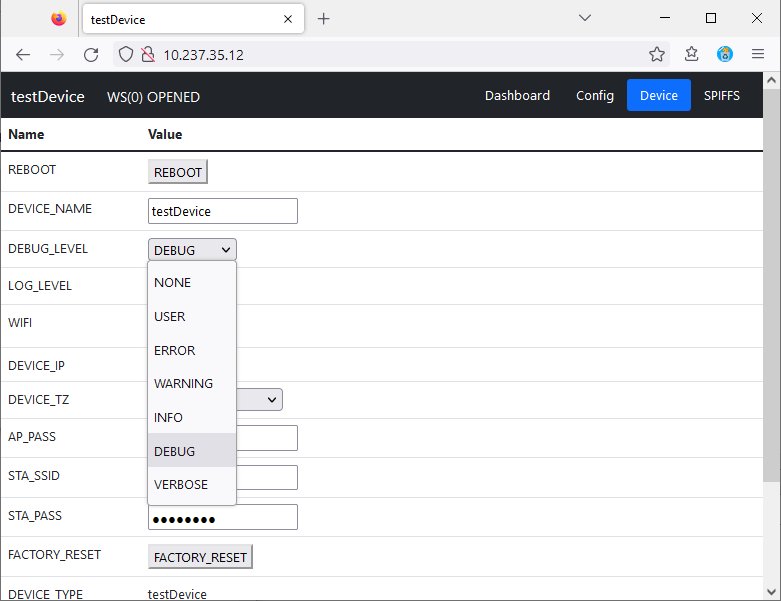 testDevice
10.237.35.12
testDevice WS(0) OPENED Dashboard Config Device SPIFFS
Name Value
REBOOT REBOOT
DEVICE_NAME testDevice
DEBUG_LEVEL DEBUG
NONE
LOG_LEVEL
USER
WIFI
ERROR
DEVICE_IP
WARNING
DEVICE_TZ
INFO
AP_PASS
DEBUG
STA_SSID
VERBOSE
STA_PASS ●●●●●●●●
FACTORY_RESET FACTORY_RESET
DEVICE_TYPE testDevice